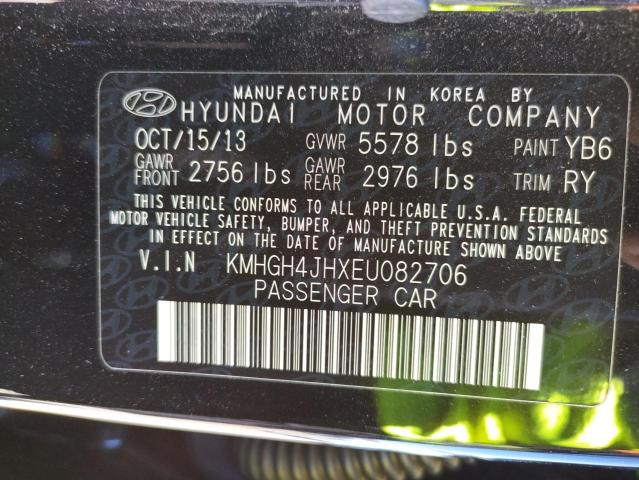 MANUFACTURED IN KOREA BY
HYUNDAI MOTOR COMPANY
OCT/15/13 GVWR 5578 lbs PAINT YB6
GAWR FRONT 2756 lbs GAWR REAR 2976 lbs TRIM RY
THIS VEHICLE CONFORMS TO ALL APPLICABLE U.S.A. FEDERAL
MOTOR VEHICLE SAFETY, BUMPER, AND THEFT PREVENTION STANDARDS
IN EFFECT ON THE DATE OF MANUFACTURE SHOWN ABOVE
V.I.N KMHGH4JHXEU082706
PASSENGER CAR